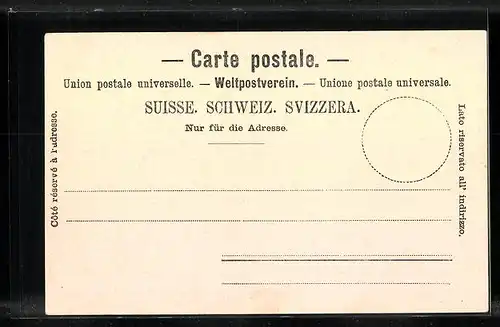 — Carte postale. —
Union postale universelle. — Weltpostverein. — Unione postale universale.
SUISSE. SCHWEIZ. SVIZZERA.
Nur für die Adresse.
Côté réservé à l'adresse.
Lato riservato all' indirizzo.